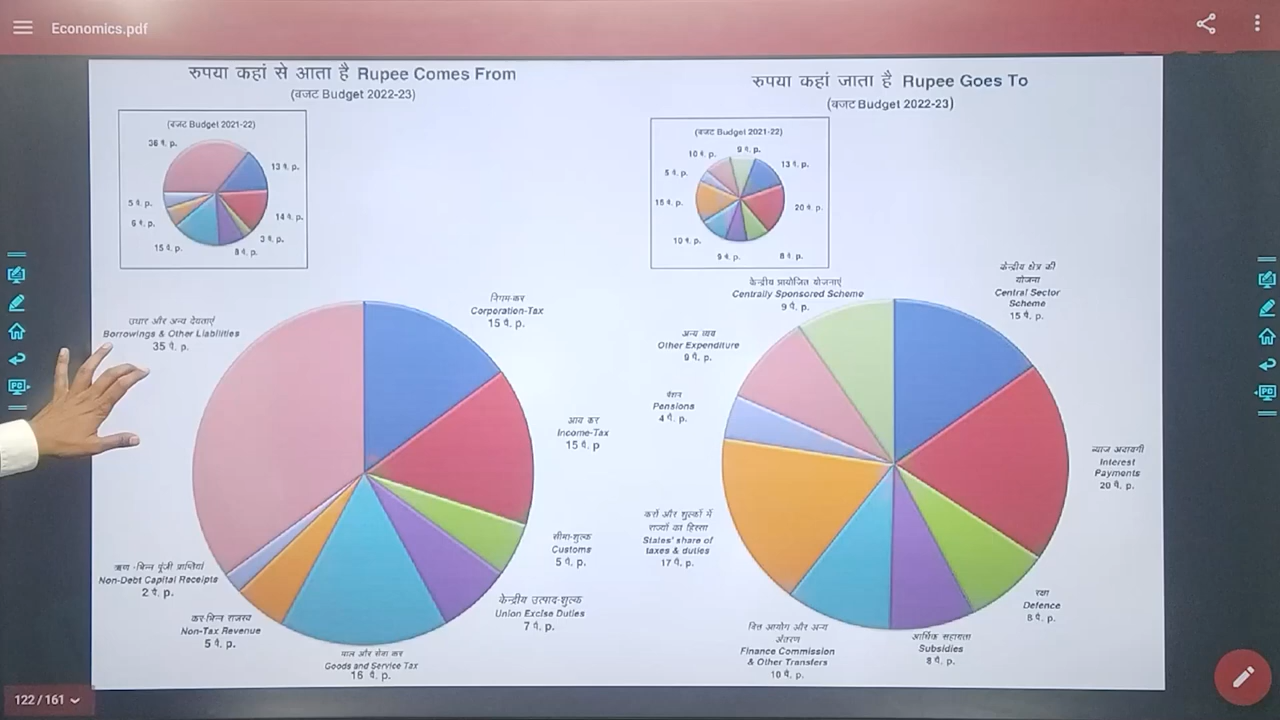 Economics.pdf
रुपया कहां से आता है Rupee Comes From
(बजट Budget 2022-23)
(बजट Budget 2021-22)
36 पै. p.
13 पै. p.
5 पै. p.
6 पै. p.
14 पै. p.
3 पै. p.
15 पै. p.
8 पै. p.
उधार और अन्य देयताएं
Borrowings & Other Liabilities
35 पै. p.
निगम-कर
Corporation-Tax
15 पै. p.
आय कर
Income-Tax
15 पै. p
सीमा-शुल्क
Customs
5 पै. p.
केन्द्रीय उत्पाद-शुल्क
Union Excise Duties
7 पै. p.
माल और सेवा कर
Goods and Service Tax
16 पै. p.
कर-भिन्न राजस्व
Non-Tax Revenue
5 पै. p.
ऋण -भिन्न पूंजी प्राप्तियां
Non-Debt Capital Receipts
2 पै. p.
रुपया कहां जाता है Rupee Goes To
(बजट Budget 2022-23)
(बजट Budget 2021-22)
10 पै. p.
9 पै. p.
13 पै. p.
5 पै. p.
15 पै. p.
20 पै. p.
10 पै. p.
9 पै. p.
8 पै. p.
केन्द्रीय प्रायोजित योजनाएं
Centrally Sponsored Scheme
9 पै. p.
केन्द्रीय क्षेत्र की
योजना
Central Sector
Scheme
15 पै. p.
अन्य व्यय
Other Expenditure
9 पै. p.
पेंशन
Pensions
4 पै. p.
ब्याज अदायगी
Interest
Payments
20 पै. p.
करों और शुल्कों में
राज्यों का हिस्सा
States' share of
taxes & duties
17 पै. p.
रक्षा
Defence
8 पै. p.
वित्त आयोग और अन्य
अंतरण
Finance Commission
& Other Transfers
10 पै. p.
आर्थिक सहायता
Subsidies
8 पै. p.
PC
PC
122 / 161